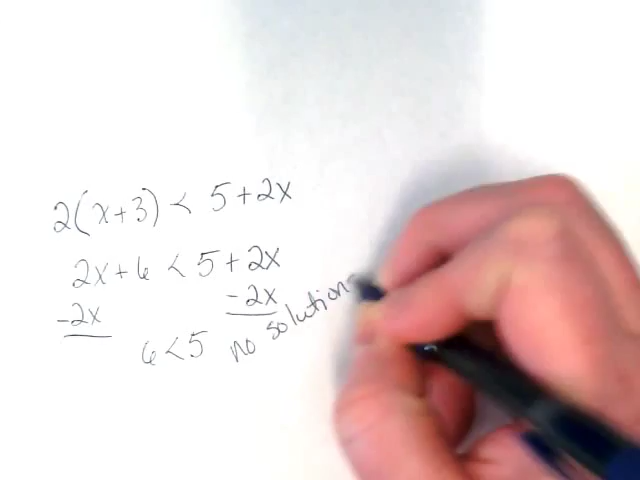 2(x+3) < 5+2x
2x+6 < 5+2x
-2x -2x
6<5 no solutions